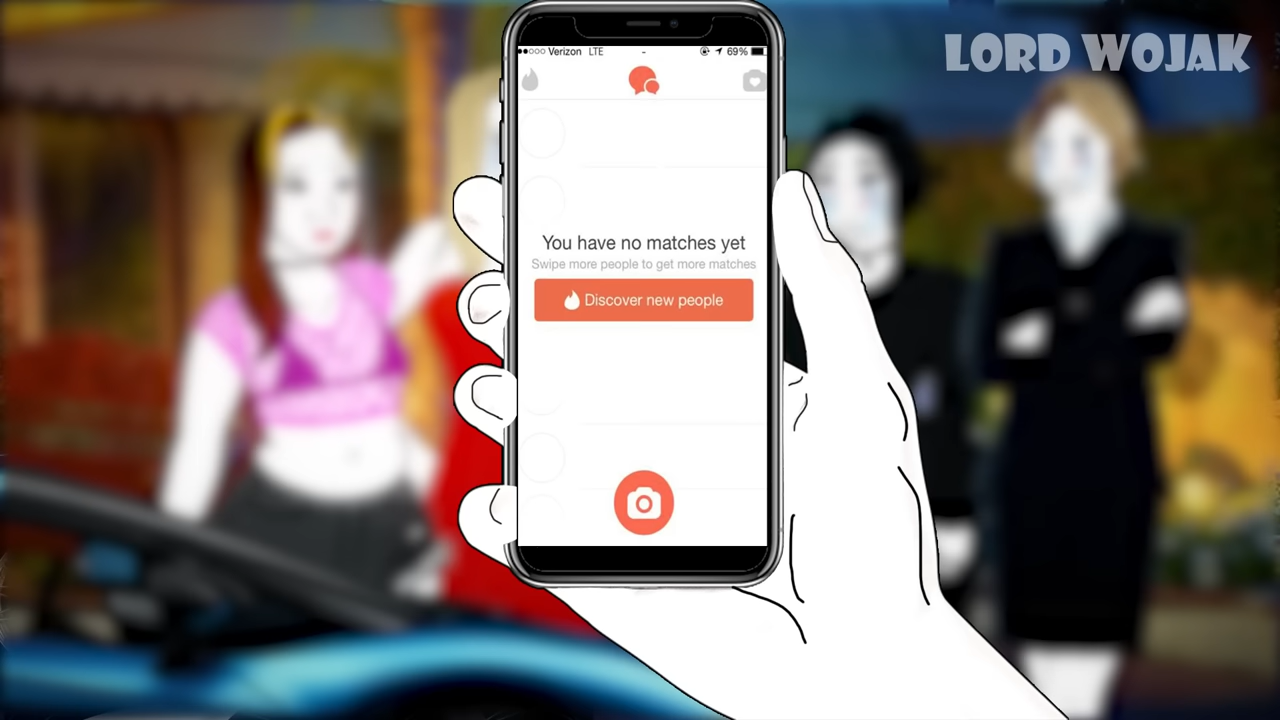 LORD WOJAK
Verizon LTE 69%
You have no matches yet
Swipe more people to get more matches
Discover new people